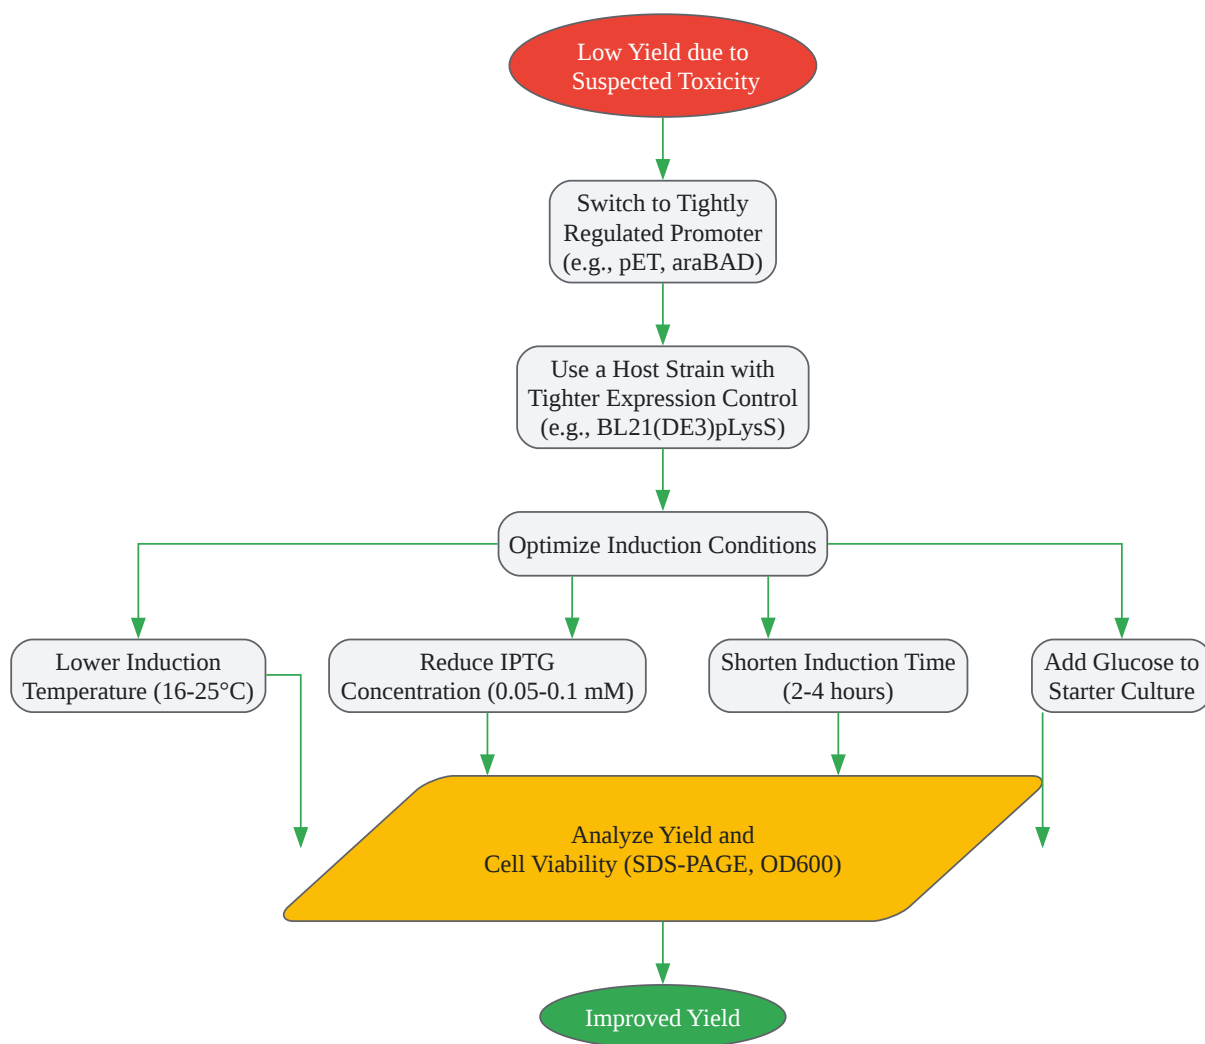 Low Yield due to
Suspected Toxicity
Switch to Tightly
Regulated Promoter
(e.g., pET, araBAD)
Use a Host Strain with
Tighter Expression Control
(e.g., BL21(DE3)pLysS)
Optimize Induction Conditions
Lower Induction
Temperature (16-25°C)
Reduce IPTG
Concentration (0.05-0.1 mM)
Shorten Induction Time
(2-4 hours)
Add Glucose to
Starter Culture
Analyze Yield and
Cell Viability (SDS-PAGE, OD600)
Improved Yield